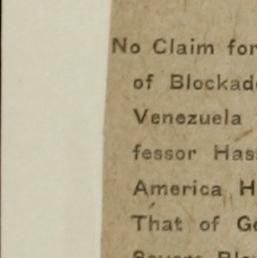 No Claim for
of Blockad
Venezuela
fessor Has
America H
That of G